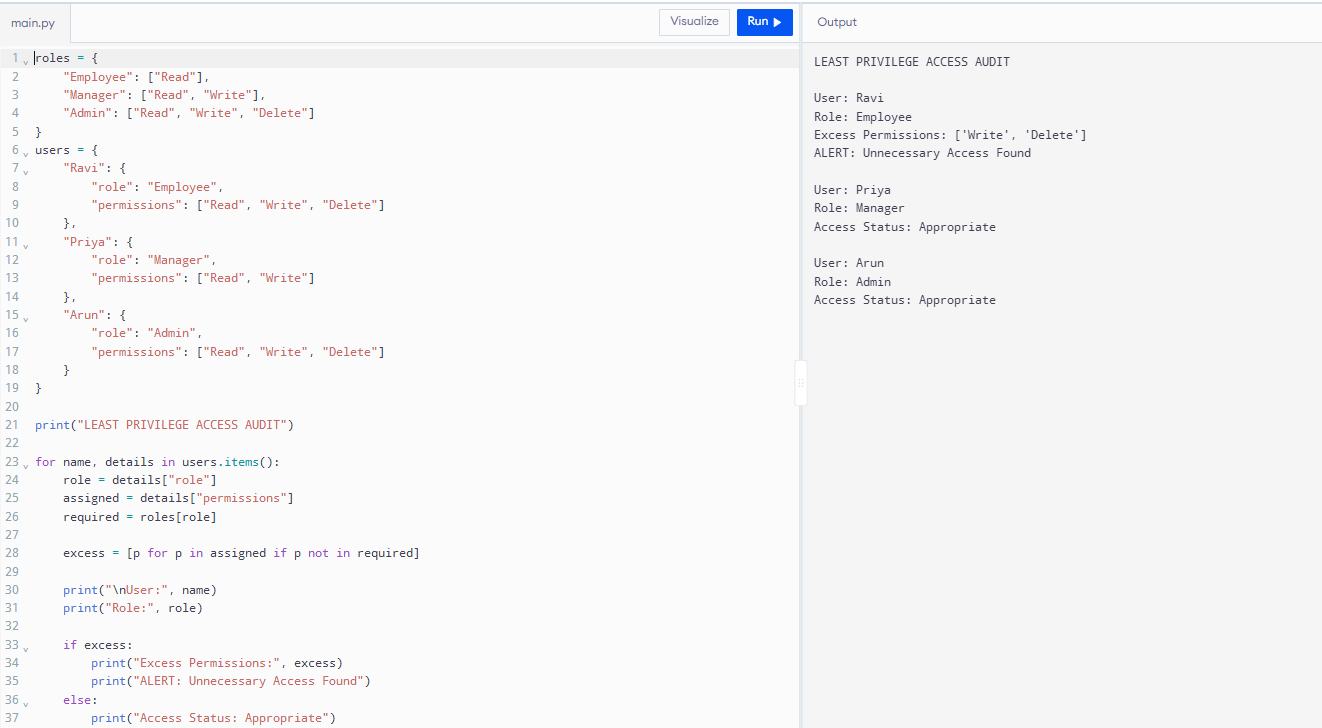 main.py
Visualize
Run
Output
1 roles = {
2     "Employee": ["Read"],
3     "Manager": ["Read", "Write"],
4     "Admin": ["Read", "Write", "Delete"]
5 }
6 users = {
7     "Ravi": {
8         "role": "Employee",
9         "permissions": ["Read", "Write", "Delete"]
10     },
11     "Priya": {
12         "role": "Manager",
13         "permissions": ["Read", "Write"]
14     },
15     "Arun": {
16         "role": "Admin",
17         "permissions": ["Read", "Write", "Delete"]
18     }
19 }
20
21 print("LEAST PRIVILEGE ACCESS AUDIT")
22
23 for name, details in users.items():
24     role = details["role"]
25     assigned = details["permissions"]
26     required = roles[role]
27
28     excess = [p for p in assigned if p not in required]
29
30     print("\nUser:", name)
31     print("Role:", role)
32
33     if excess:
34         print("Excess Permissions:", excess)
35         print("ALERT: Unnecessary Access Found")
36     else:
37         print("Access Status: Appropriate")
LEAST PRIVILEGE ACCESS AUDIT
User: Ravi
Role: Employee
Excess Permissions: ['Write', 'Delete']
ALERT: Unnecessary Access Found
User: Priya
Role: Manager
Access Status: Appropriate
User: Arun
Role: Admin
Access Status: Appropriate